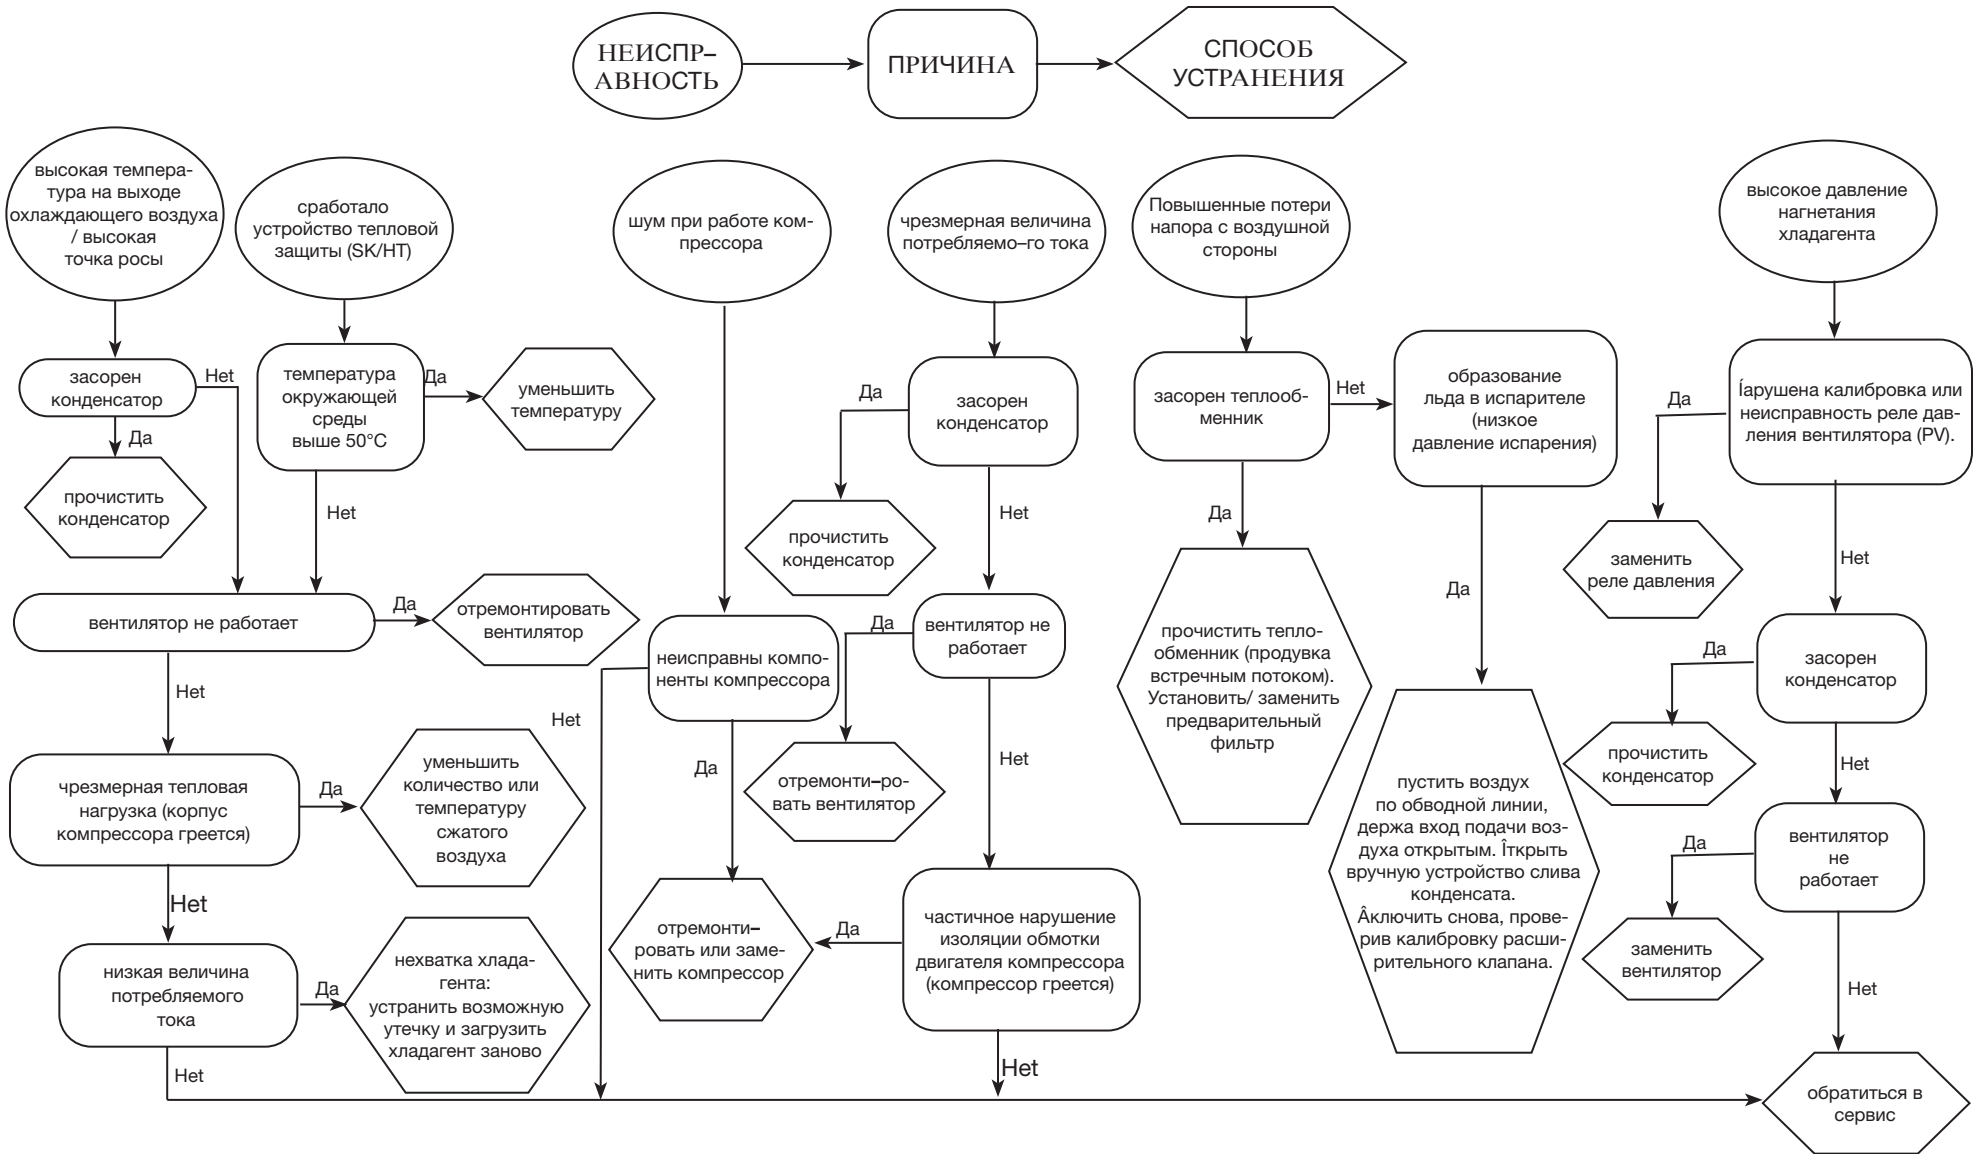 НЕИСПР–
АВНОСТЬ
ПРИЧИНА
СПОСОБ
УСТРАНЕНИЯ
высокая темпера-
тура на выходе
охлаждающего воздуха
/ высокая
точка росы
сработало
устройство тепловой
защиты (SK/HT)
шум при работе ком-
прессора
чрезмерная величина
потребляемо–го тока
Повышенные потери
напора с воздушной
стороны
высокое давление
нагнетания
хладагента
засорен
конденсатор
Нет
Да
прочистить
конденсатор
температура
окружающей
среды
выше 50°C
Да
уменьшить
температуру
Нет
вентилятор не работает
Да
отремонтировать
вентилятор
Нет
чрезмерная тепловая
нагрузка (корпус
компрессора греется)
Да
уменьшить
количество или
температуру
сжатого
воздуха
Нет
низкая величина
потребляемого
тока
Да
нехватка хлада-
гента:
устранить возможную
утечку и загрузить
хладагент заново
Нет
неисправны компо-
ненты компрессора
Нет
Да
отремонти–
ровать или заме-
нить компрессор
засорен
конденсатор
Да
прочистить
конденсатор
Нет
вентилятор не
работает
Да
отремонти–ро-
вать вентилятор
Нет
частичное нарушение
изоляции обмотки
двигателя компрессора
(компрессор греется)
Да
Нет
засорен теплооб-
менник
Нет
Да
прочистить тепло-
обменник (продувка
встречным потоком).
Установить/ заменить
предварительный
фильтр
образование
льда в испарителе
(низкое
давление испарения)
Да
пустить воздух
по обводной линии,
держа вход подачи воз-
духа открытым. Îткрыть
вручную устройство слива
конденсата.
Âключить снова, прове-
рив калибровку расши-
рительного клапана.
Íарушена калибровка или
неисправность реле дав-
ления вентилятора (PV).
Да
заменить
реле давления
Нет
засорен
конденсатор
Да
прочистить
конденсатор
Нет
вентилятор
не
работает
Да
заменить
вентилятор
Нет
обратиться в
сервис